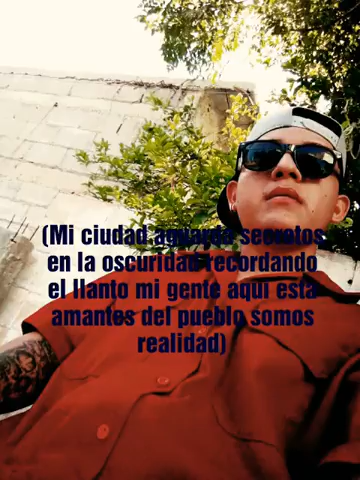 (Mi ciudad aguarda secretos
en la oscuridad recordando
el llanto mi gente aqui esta
amantes del pueblo somos
realidad)